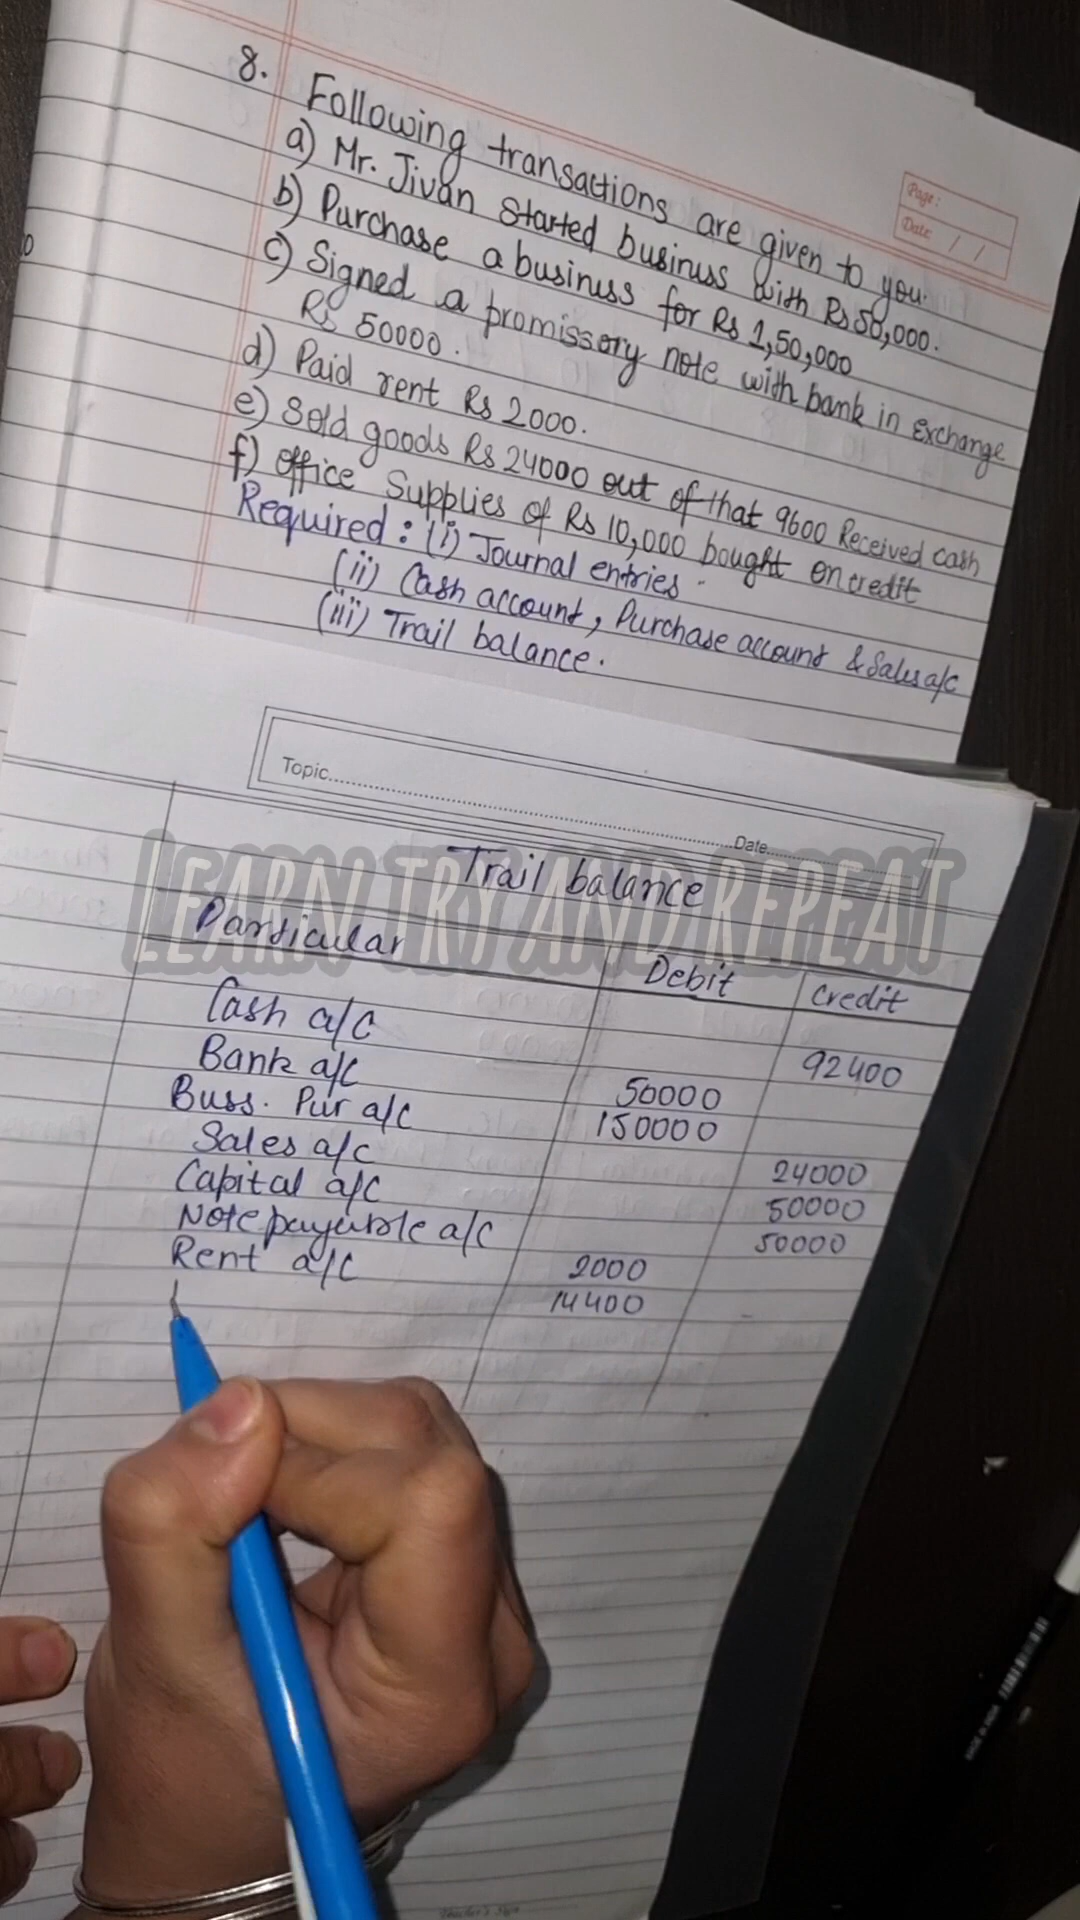 8. Following transactions are given to you.
a) Mr. Jivan Started business with Rs 50,000.
b) Purchase a business for Rs 1,50,000
c) Signed a promissory note with bank in exchange
Rs 50000.
d) Paid rent Rs 2000.
e) Sold goods Rs 24000 out of that 9600 Received cash
f) office Supplies of Rs 10,000 bought on credit
Required: (i) Journal entries.
(ii) Cash account, Purchase account & Sales a/c
(iii) Trail balance.
Page:
Date / /
Topic
Date
LEARN TRY AND REPEAT
Trail balance
Particular Debit Credit
Cash a/c 92400
Bank a/c 50000
Buss. Pur a/c 150000
Sales a/c 24000
Capital a/c 50000
Note payable a/c 50000
Rent a/c 2000
14400